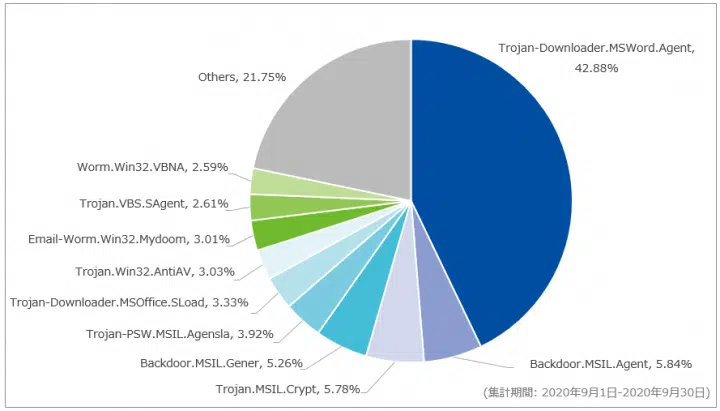 Trojan-Downloader.MSWord.Agent,
42.88%
Others, 21.75%
Worm.Win32.VBNA, 2.59%
Trojan.VBS.SAgent, 2.61%
Email-Worm.Win32.Mydoom, 3.01%
Trojan.Win32.AntiAV, 3.03%
Trojan-Downloader.MSOffice.SLoad, 3.33%
Trojan-PSW.MSIL.Agensla, 3.92%
Backdoor.MSIL.Gener, 5.26%
Trojan.MSIL.Crypt, 5.78%
Backdoor.MSIL.Agent, 5.84%
(集計期間: 2020年9月1日-2020年9月30日)